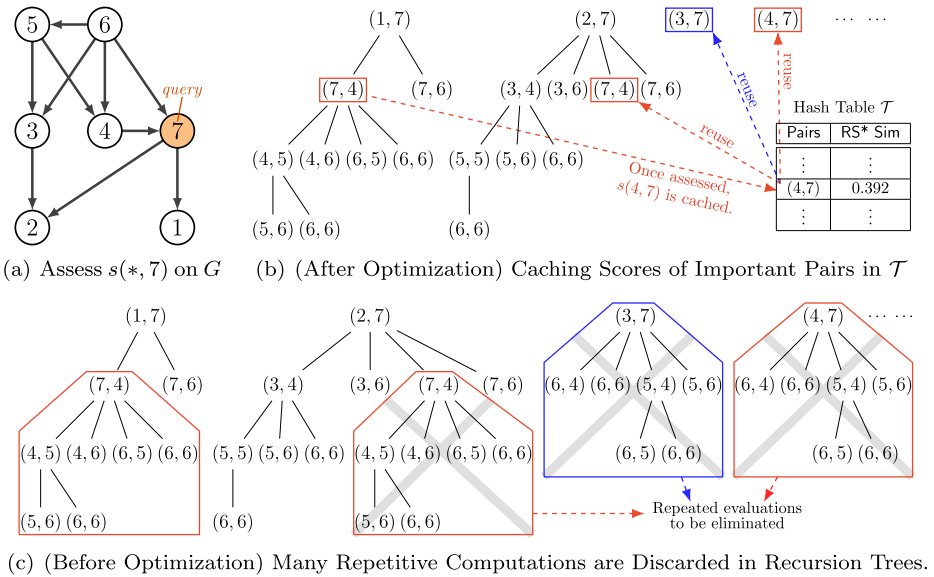 5 6
query
3 4 7
2 1
(a) Assess s(∗, 7) on G
(1, 7) (2, 7) (3, 7) (4, 7) ⋯ ⋯
(7, 4) (7, 6) (3, 4) (3, 6) (7, 4) (7, 6)
reuse reuse
Hash Table 𝒯
Pairs RS* Sim
⋮ ⋮
(4,7) 0.392
⋮ ⋮
reuse
(4, 5) (4, 6) (6, 5) (6, 6) (5, 5) (5, 6) (6, 6)
Once assessed,
s(4, 7) is cached.
(5, 6) (6, 6) (6, 6)
(b) (After Optimization) Caching Scores of Important Pairs in 𝒯
(1, 7) (2, 7) (3, 7) (4, 7) ⋯ ⋯
(7, 4) (7, 6) (3, 4) (3, 6) (7, 4) (7, 6) (6, 4) (6, 6) (5, 4) (5, 6) (6, 4) (6, 6) (5, 4) (5, 6)
(4, 5) (4, 6) (6, 5) (6, 6) (5, 5) (5, 6) (6, 6) (4, 5) (4, 6) (6, 5) (6, 6) (6, 5) (6, 6) (6, 5) (6, 6)
(5, 6) (6, 6) (6, 6) (5, 6) (6, 6)
Repeated evaluations
to be eliminated
(c) (Before Optimization) Many Repetitive Computations are Discarded in Recursion Trees.